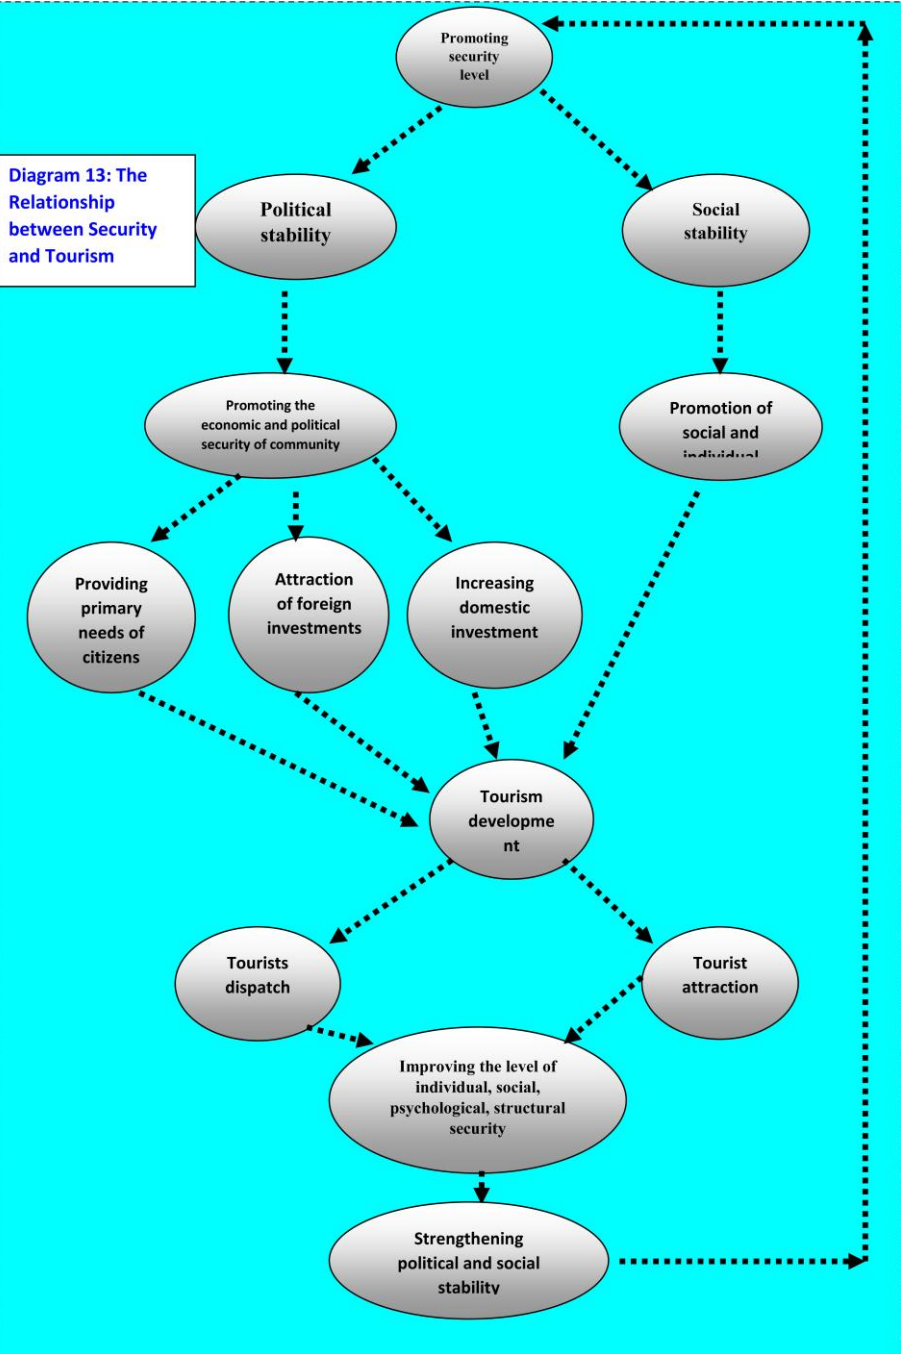 Promoting
security
level
Diagram 13: The
Relationship
between Security
and Tourism
Political
stability
Social
stability
Promoting the
economic and political
security of community
Promotion of
social and
individual
Providing
primary
needs of
citizens
Attraction
of foreign
investments
Increasing
domestic
investment
Tourism
developme
nt
Tourists
dispatch
Tourist
attraction
Improving the level of
individual, social,
psychological, structural
security
Strengthening
political and social
stability